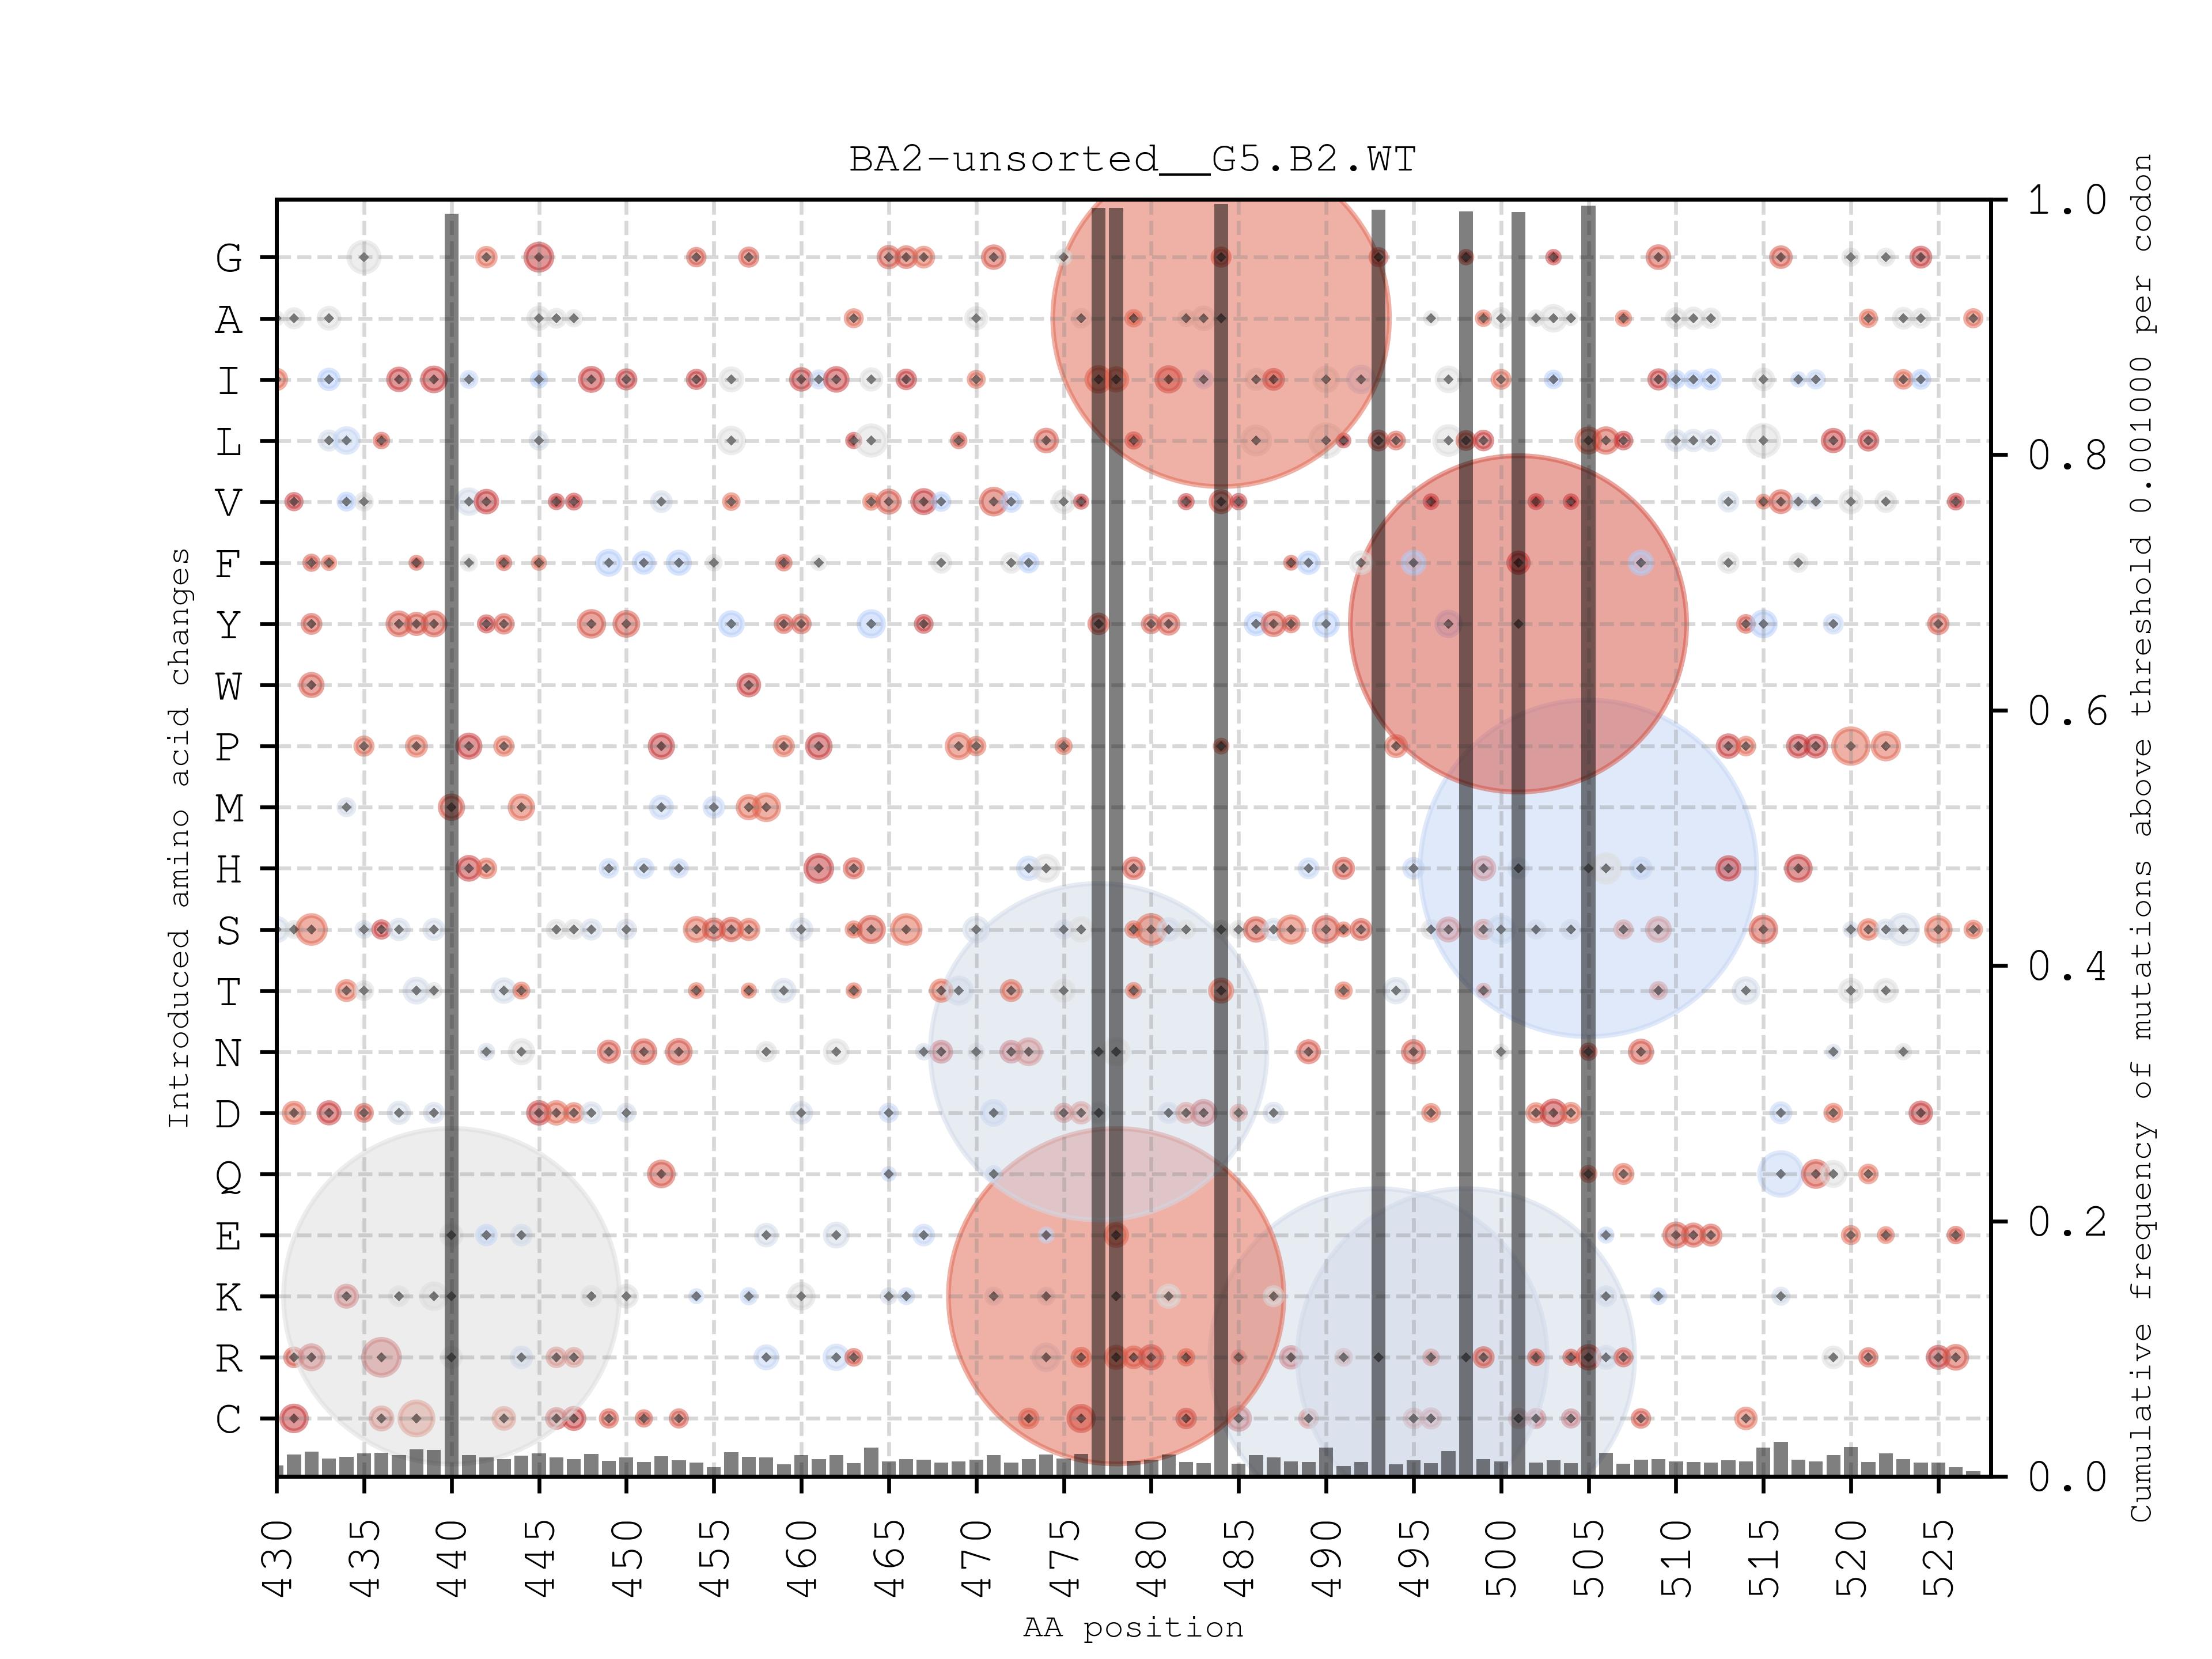 BA2-unsorted__G5.B2.WT
Introduced amino acid changes
G
A
I
L
V
F
Y
W
P
M
H
S
T
N
D
Q
E
K
R
C
1.0
0.8
0.6
0.4
0.2
0.0
Cumulative frequency of mutations above threshold 0.001000 per codon
430 435 440 445 450 455 460 465 470 475 480 485 490 495 500 505 510 515 520 525
AA position